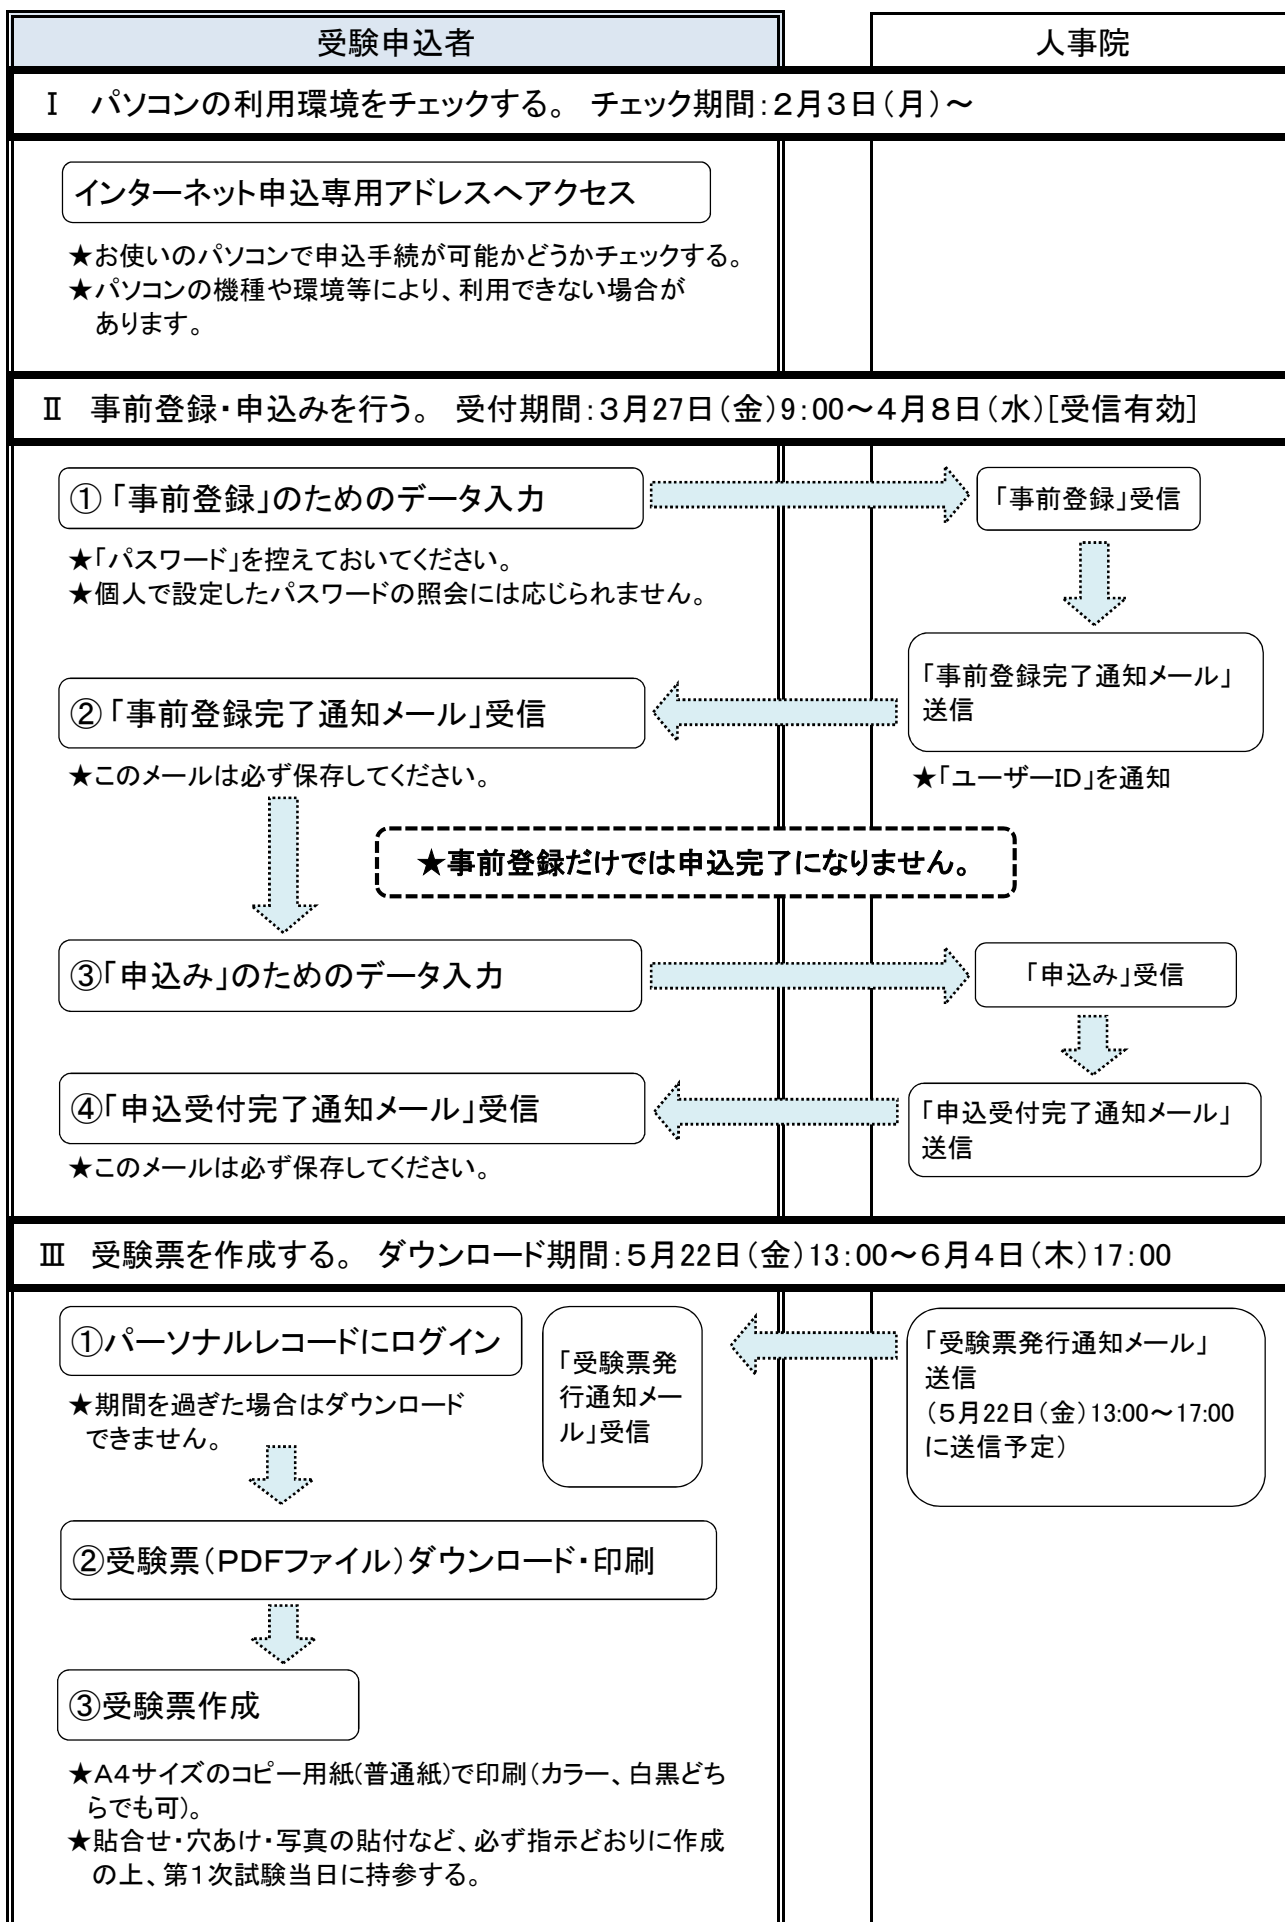 受験申込者
人事院
Ⅰ　パソコンの利用環境をチェックする。　チェック期間：２月３日（月）～
インターネット申込専用アドレスへアクセス
★お使いのパソコンで申込手続が可能かどうかチェックする。
★パソコンの機種や環境等により、利用できない場合が
あります。
Ⅱ　事前登録・申込みを行う。　受付期間：３月27日（金）9：00～４月８日（水）［受信有効］
①「事前登録」のためのデータ入力
「事前登録」受信
★「パスワード」を控えておいてください。
★個人で設定したパスワードの照会には応じられません。
「事前登録完了通知メール」
送信
②「事前登録完了通知メール」受信
★このメールは必ず保存してください。
★「ユーザーID」を通知
★事前登録だけでは申込完了になりません。
③「申込み」のためのデータ入力
「申込み」受信
④「申込受付完了通知メール」受信
「申込受付完了通知メール」
送信
★このメールは必ず保存してください。
Ⅲ　受験票を作成する。　ダウンロード期間：５月22日（金）13：00～６月４日（木）17：00
①パーソナルレコードにログイン
★期間を過ぎた場合はダウンロード
できません。
「受験票発
行通知メー
ル」受信
「受験票発行通知メール」
送信
（５月22日（金）13:00～17:00
に送信予定）
②受験票（ＰＤＦファイル）ダウンロード・印刷
③受験票作成
★Ａ４サイズのコピー用紙(普通紙)で印刷（カラー、白黒どち
らでも可）。
★貼合せ・穴あけ・写真の貼付など、必ず指示どおりに作成
の上、第１次試験当日に持参する。